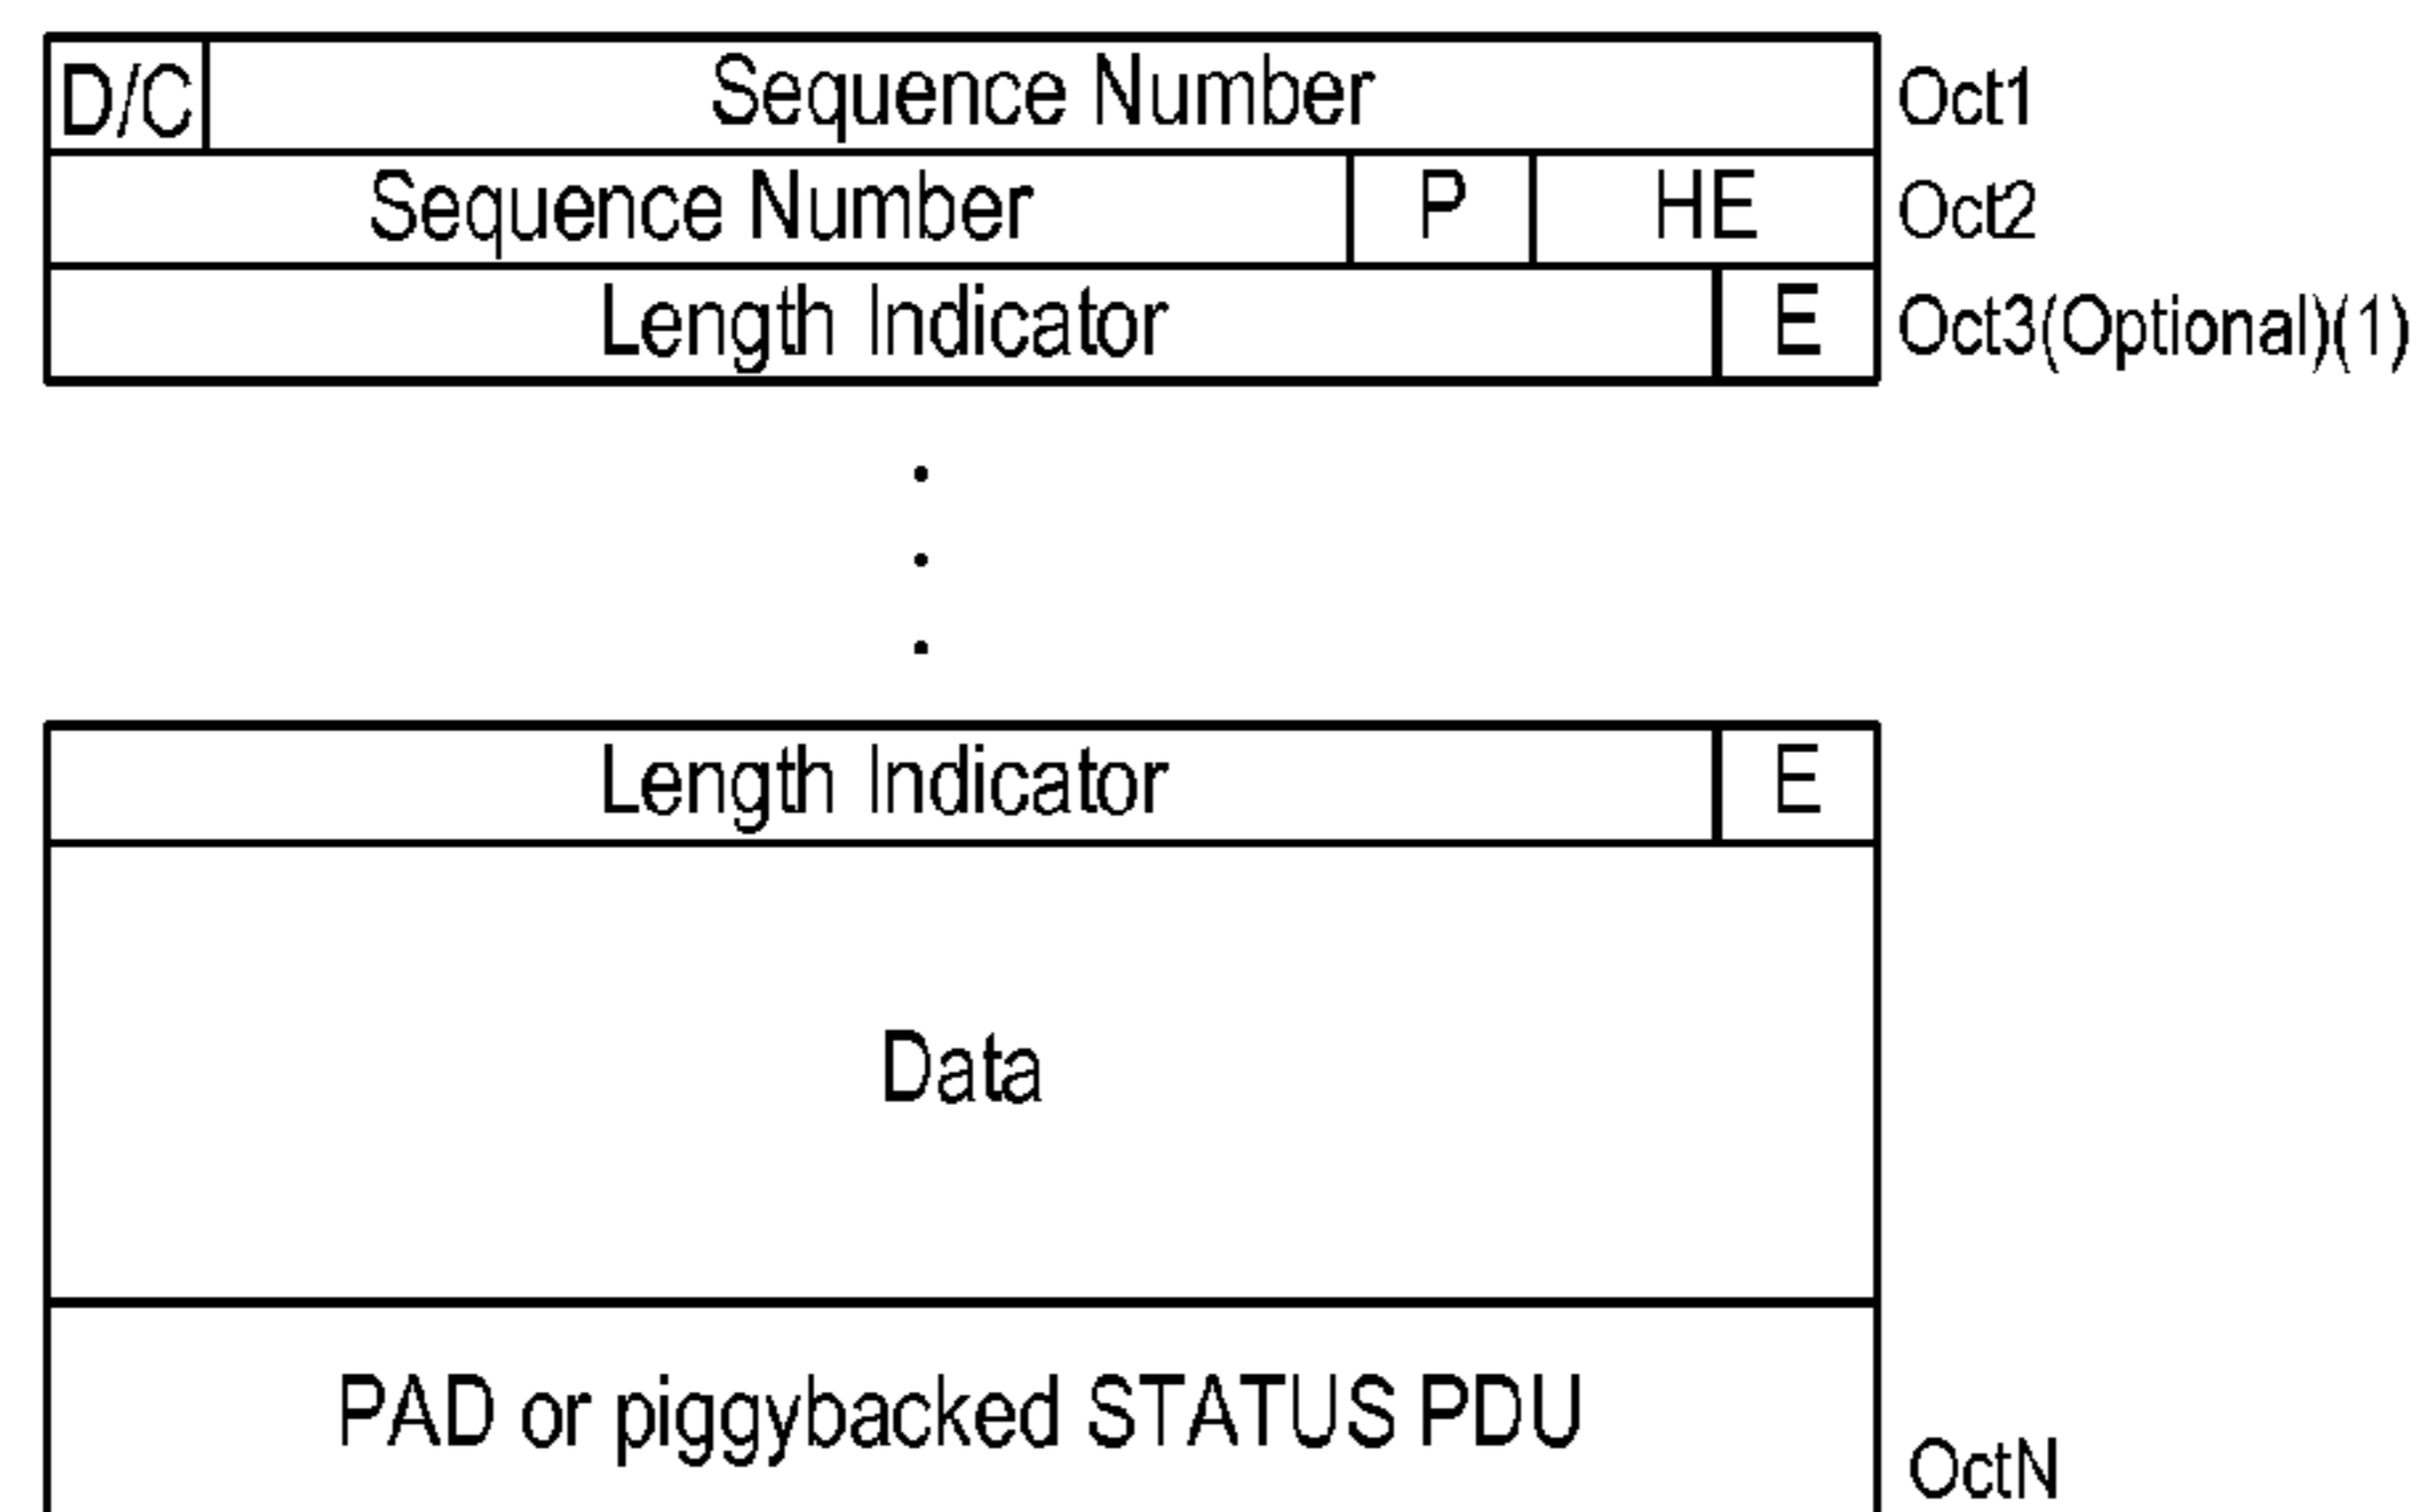 D/C Sequence Number Oct1
Sequence Number P HE Oct2
Length Indicator E Oct3(Optional)(1)
Length Indicator E
Data
PAD or piggybacked STATUS PDU
OctN